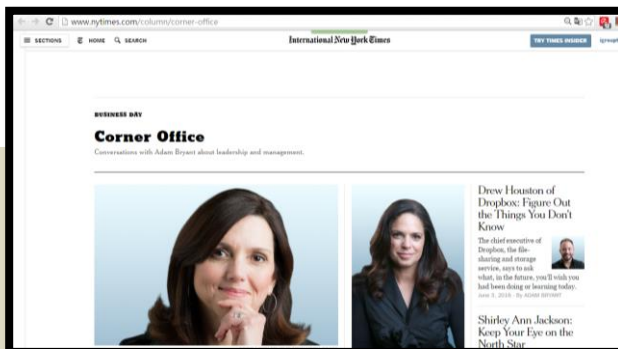 www.nytimes.com/column/corner-office
SECTIONS HOME SEARCH
International New York Times
TRY TIMES INSIDER
BUSINESS DAY
Corner Office
Conversations with Adam Bryant about leadership and management.
Drew Houston of
Dropbox: Figure Out
the Things You Don't
Know
The chief executive of
Dropbox, the file-
sharing and storage
service, says to ask
what, in the future, you'll wish you
had been doing or learning today.
June 5, 2016 - By ADAM BRYANT
Shirley Ann Jackson:
Keep Your Eye on the
North Star